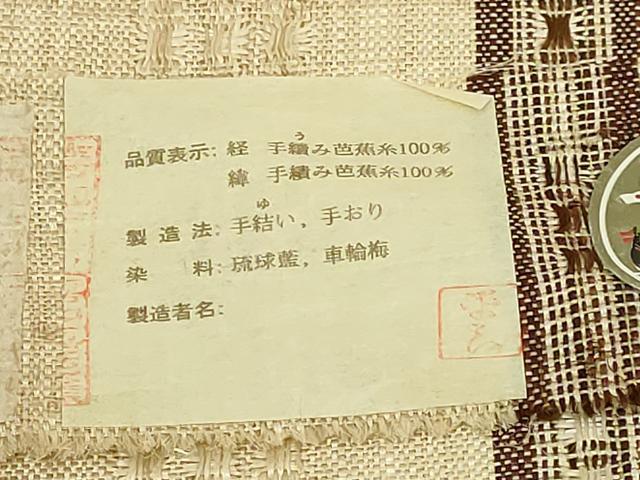 品質表示：経 手績み芭蕉糸100％
緯 手績み芭蕉糸100％
製造法：手結い，手おり
染料：琉球藍，車輪梅
製造者名：